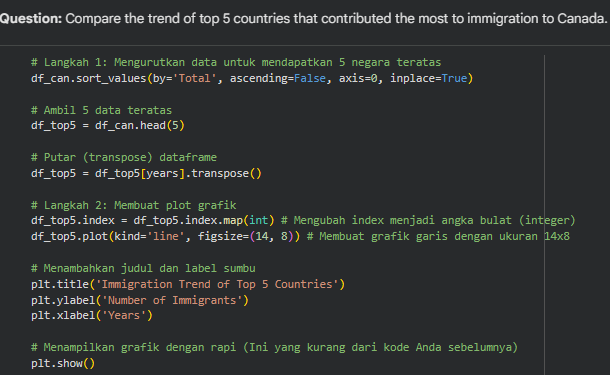 Question: Compare the trend of top 5 countries that contributed the most to immigration to Canada.
# Langkah 1: Mengurutkan data untuk mendapatkan 5 negara teratas
df_can.sort_values(by='Total', ascending=False, axis=0, inplace=True)
# Ambil 5 data teratas
df_top5 = df_can.head(5)
# Putar (transpose) dataframe
df_top5 = df_top5[years].transpose()
# Langkah 2: Membuat plot grafik
df_top5.index = df_top5.index.map(int) # Mengubah index menjadi angka bulat (integer)
df_top5.plot(kind='line', figsize=(14, 8)) # Membuat grafik garis dengan ukuran 14x8
# Menambahkan judul dan label sumbu
plt.title('Immigration Trend of Top 5 Countries')
plt.ylabel('Number of Immigrants')
plt.xlabel('Years')
# Menampilkan grafik dengan rapi (Ini yang kurang dari kode Anda sebelumnya)
plt.show()